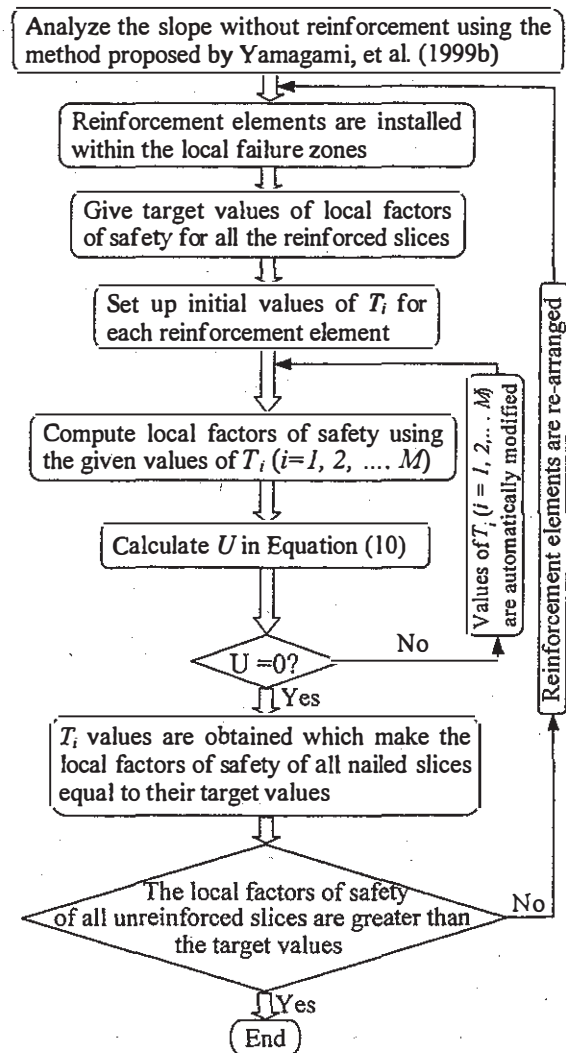 Analyze the slope without reinforcement using the
method proposed by Yamagami, et al. (1999b)
Reinforcement elements are installed
within the local failure zones
Give target values of local factors
of safety for all the reinforced slices
Set up initial values of T_i for
each reinforcement element
Compute local factors of safety using
the given values of T_i (i=1, 2, .... M)
Calculate U in Equation (10)
U =0?
No
Values of T_i (i = 1, 2,... M)
are automatically modified
Yes
T_i values are obtained which make the
local factors of safety of all nailed slices
equal to their target values
The local factors of safety
of all unreinforced slices are greater than
the target values
No
Reinforcement elements are re-arranged
Yes
End